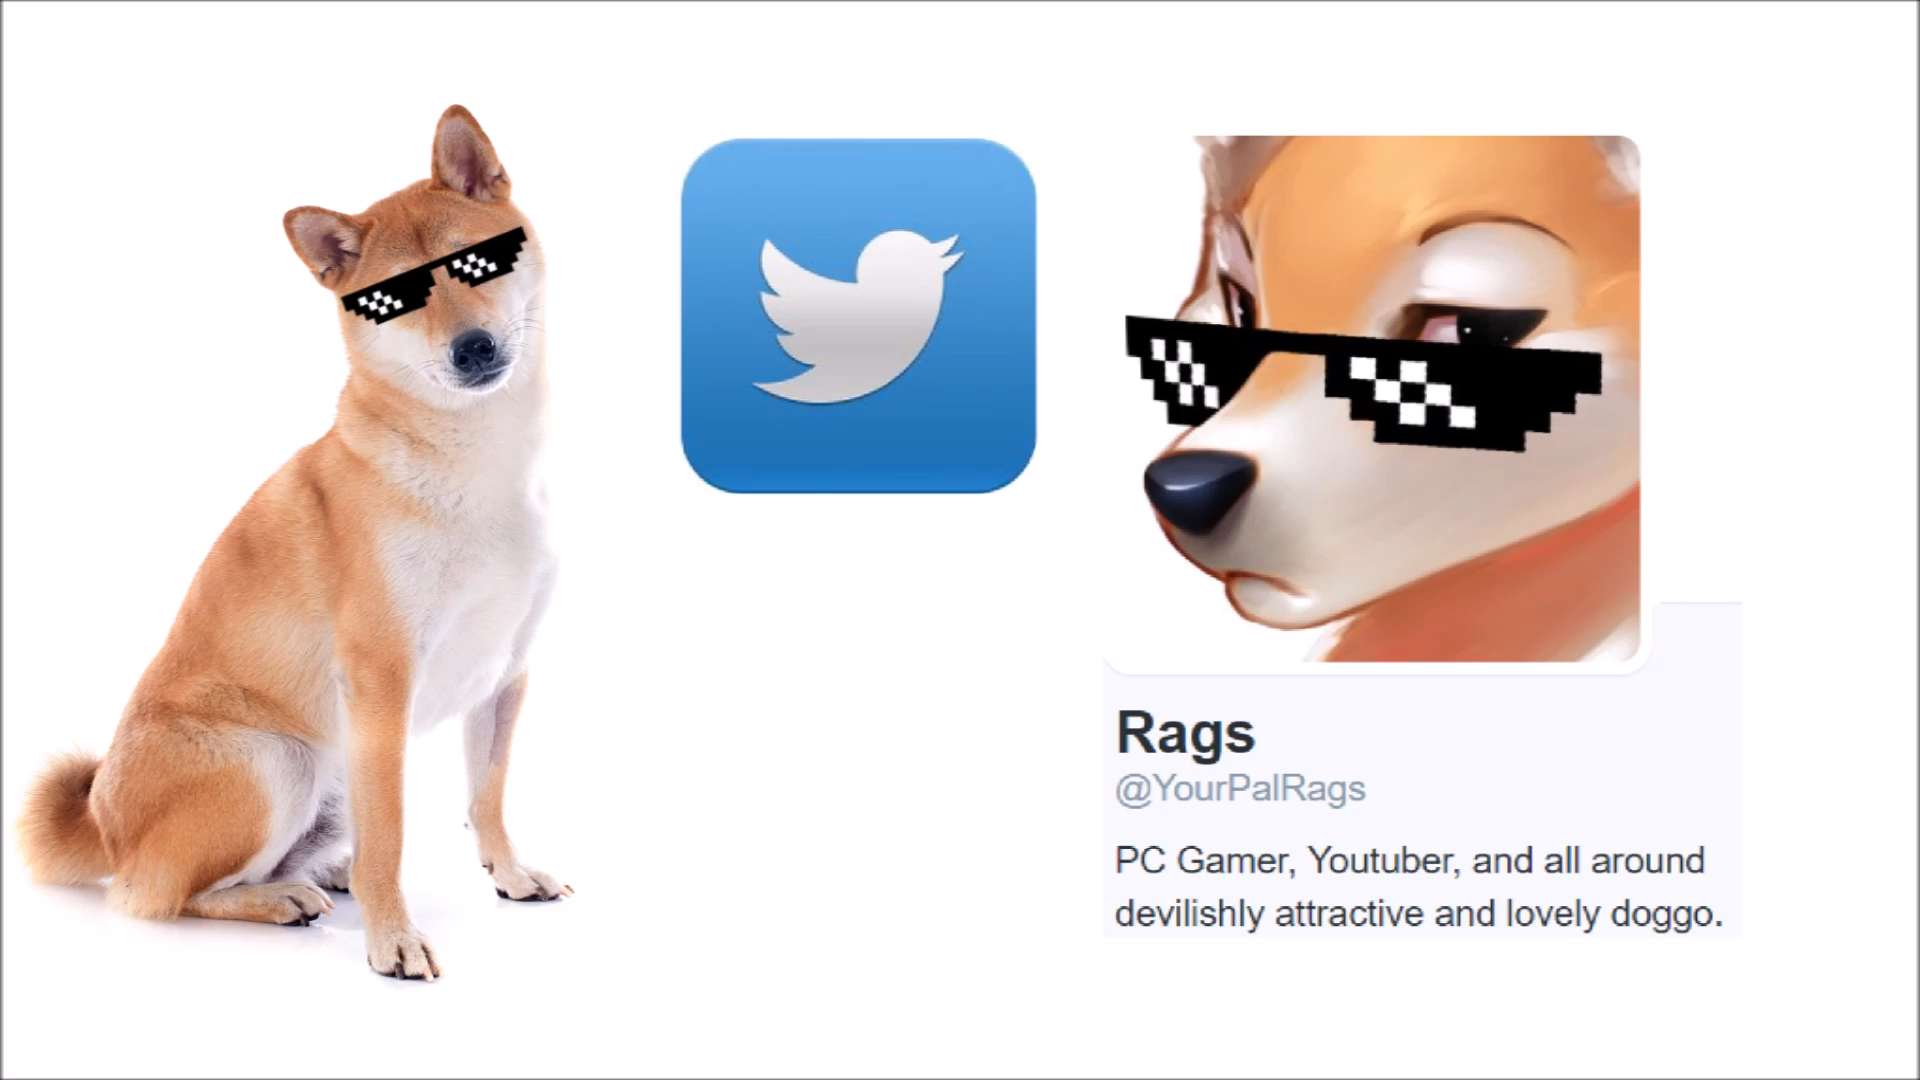 Rags
@YourPalRags
PC Gamer, Youtuber, and all around
devilishly attractive and lovely doggo.